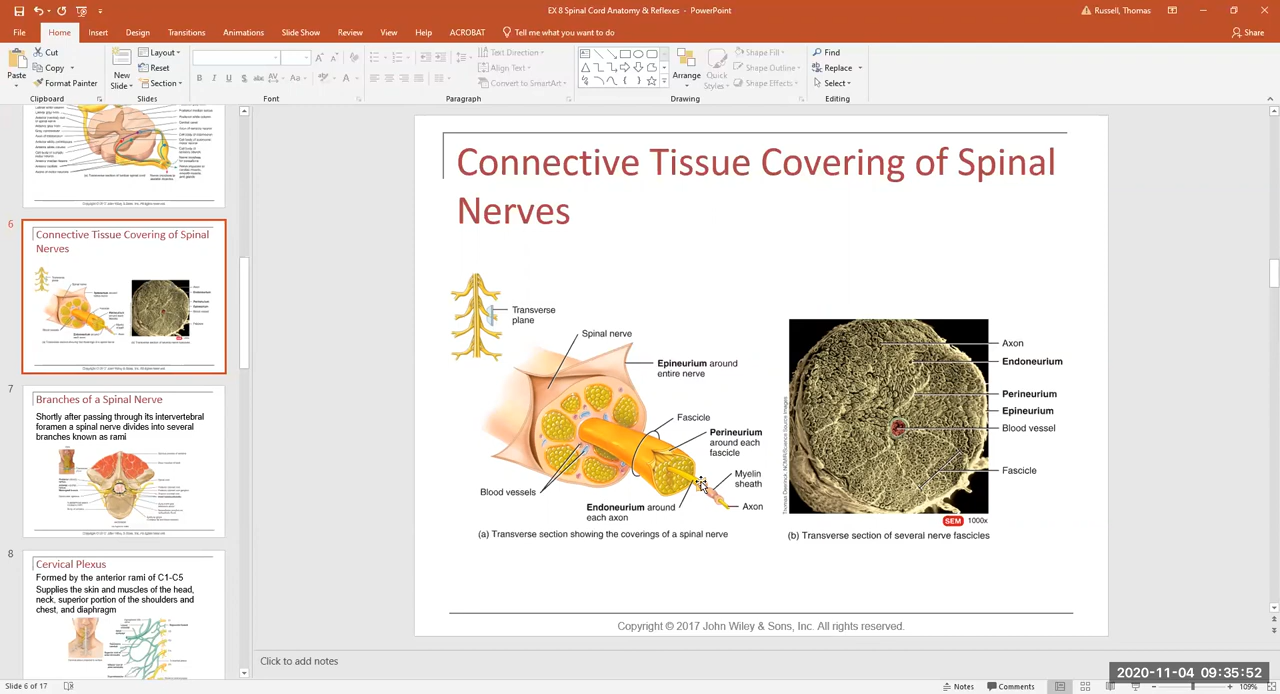 EX 8 Spinal Cord Anatomy & Reflexes - PowerPoint
Russell, Thomas
File Home Insert Design Transitions Animations Slide Show Review View Help ACROBAT Tell me what you want to do
Share
Paste
Cut
Copy
Format Painter
Clipboard
New
Slide
Layout
Reset
Section
Slides
Font
Text Direction
Align Text
Convert to SmartArt
Paragraph
Arrange
Quick
Styles
Shape Fill
Shape Outline
Shape Effects
Drawing
Find
Replace
Select
Editing
6
Connective Tissue Covering of Spinal
Nerves
7
Branches of a Spinal Nerve
Shortly after passing through its intervertebral
foramen a spinal nerve divides into several
branches known as rami
8
Cervical Plexus
Formed by the anterior rami of C1-C5
Supplies the skin and muscles of the head,
neck, superior portion of the shoulders and
chest, and diaphragm
Connective Tissue Covering of Spinal
Nerves
Transverse
plane
Spinal nerve
Epineurium around
entire nerve
Fascicle
Perineurium
around each
fascicle
Myelin
sheath
Axon
Blood vessels
Endoneurium around
each axon
(a) Transverse section showing the coverings of a spinal nerve
Axon
Endoneurium
Perineurium
Epineurium
Blood vessel
Fascicle
SEM 1000x
(b) Transverse section of several nerve fascicles
Copyright © 2017 John Wiley & Sons, Inc. All rights reserved.
Click to add notes
2020-11-04 09:35:52
Slide 6 of 17
Notes
Comments
109%